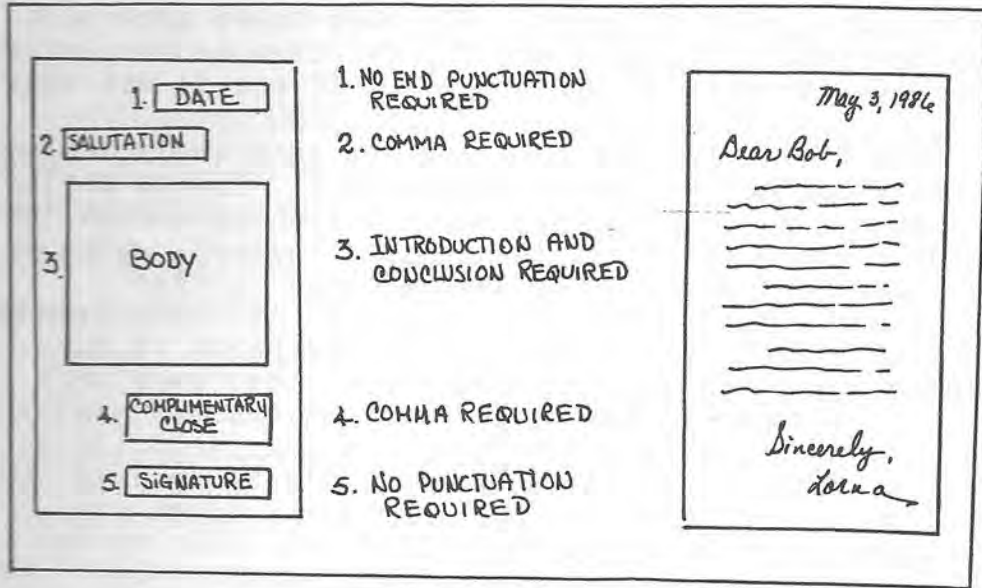 1. DATE
2. SALUTATION
3. BODY
4. COMPLIMENTARY
CLOSE
5. SIGNATURE
1. NO END PUNCTUATION
REQUIRED
2. COMMA REQUIRED
3. INTRODUCTION AND
CONCLUSION REQUIRED
4. COMMA REQUIRED
5. NO PUNCTUATION
REQUIRED
May 3, 1986
Dear Bob,
Sincerely,
Lorna